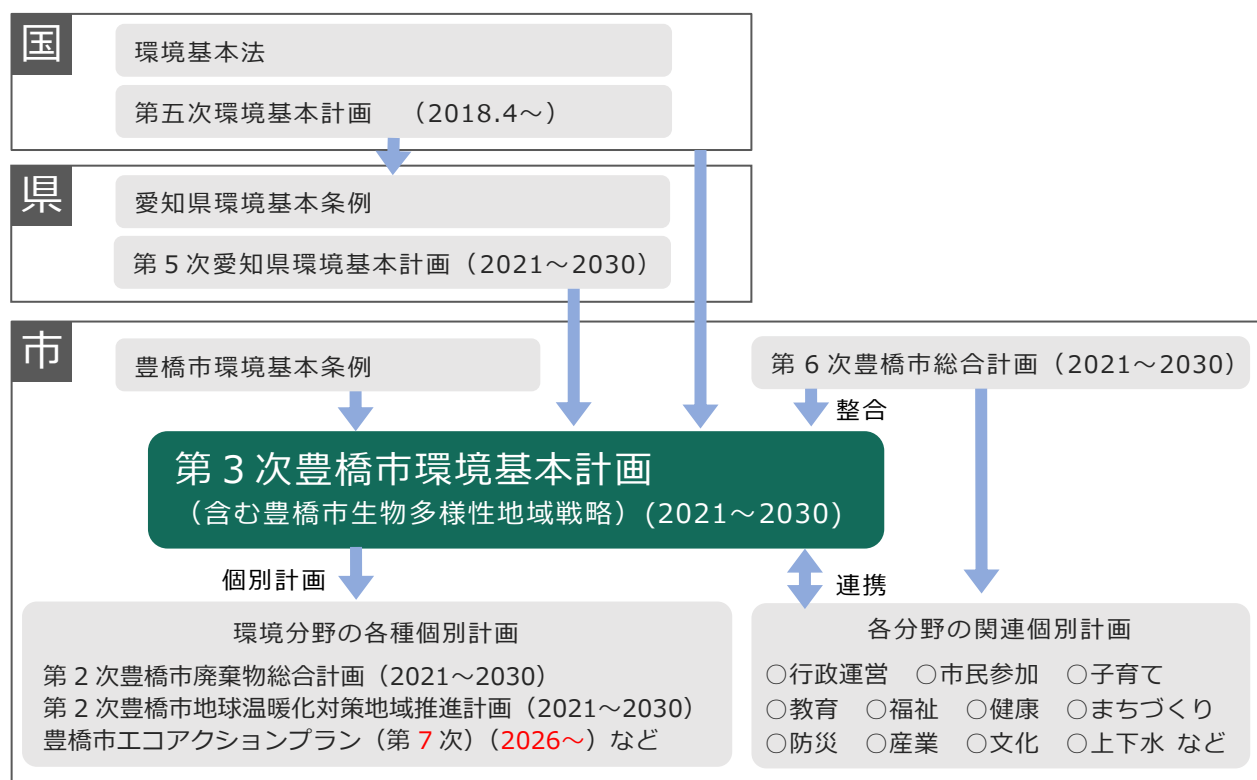 国
環境基本法
第五次環境基本計画　（2018.4～）
県
愛知県環境基本条例
第５次愛知県環境基本計画（2021～2030）
市
豊橋市環境基本条例
第６次豊橋市総合計画（2021～2030）
整合
第３次豊橋市環境基本計画
（含む豊橋市生物多様性地域戦略）(2021～2030)
個別計画
連携
環境分野の各種個別計画
第２次豊橋市廃棄物総合計画（2021～2030）
第２次豊橋市地球温暖化対策地域推進計画（2021～2030）
豊橋市エコアクションプラン（第７次）（2026～）など
各分野の関連個別計画
○行政運営　○市民参加　○子育て
○教育　○福祉　○健康　○まちづくり
○防災　○産業　○文化　○上下水 など